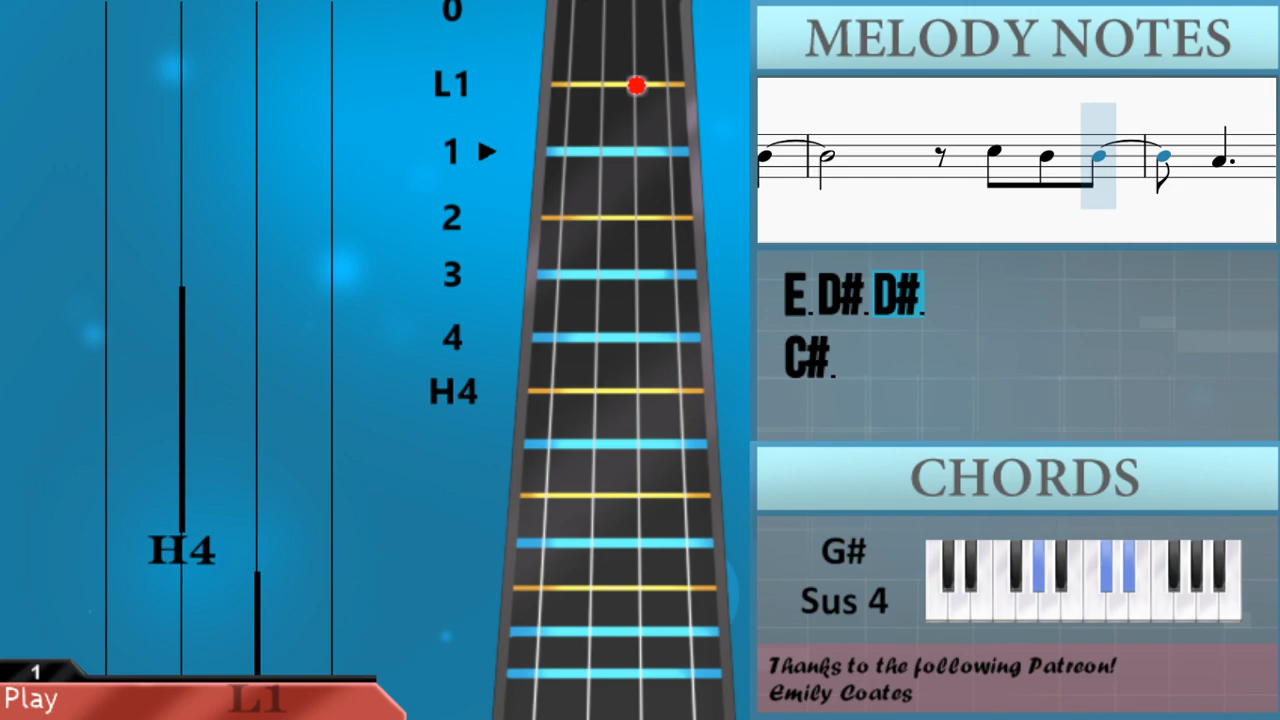 0
L1
1
2
3
4
H4
H4
1
Play
L1
MELODY NOTES
E. D#. D#.
C#.
CHORDS
G#
Sus 4
Thanks to the following Patreon!
Emily Coates